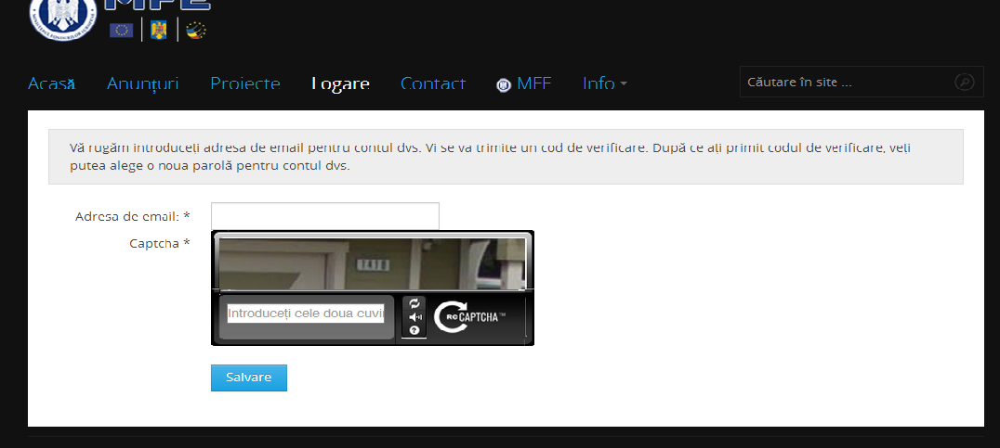 MFE
Acasă Anunțuri Proiecte Logare Contact MFE Info
Căutare în site ...
Vă rugăm introduceți adresa de email pentru contul dvs. Vi se va trimite un cod de verificare. După ce ați primit codul de verificare, veți
putea alege o noua parolă pentru contul dvs.
Adresa de email: *
Captcha *
Introduceți cele doua cuvi
reCAPTCHA™
Salvare